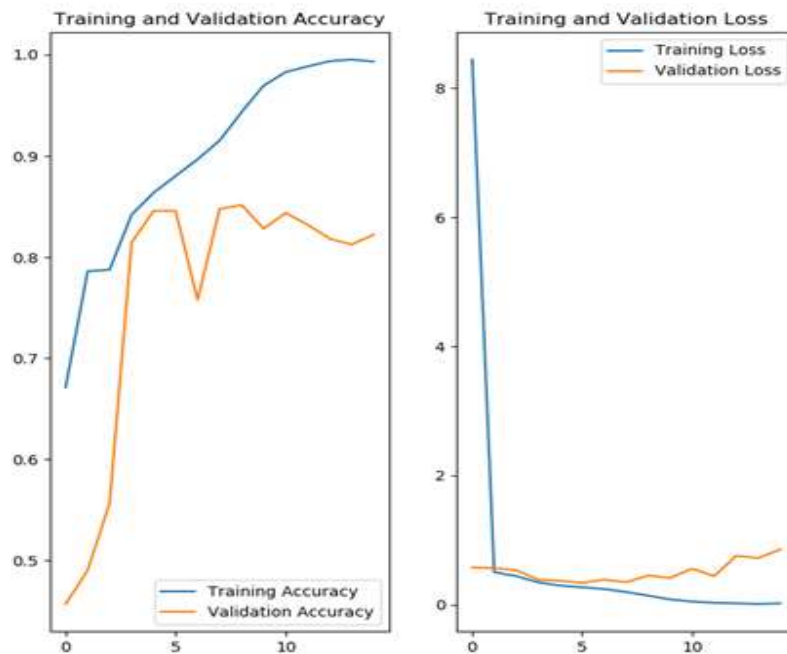 Training and Validation Accuracy
1.0
0.9
0.8
0.7
0.6
0.5
Training Accuracy
Validation Accuracy
0 5 10
Training and Validation Loss
Training Loss
Validation Loss
8
6
4
2
0
0 5 10